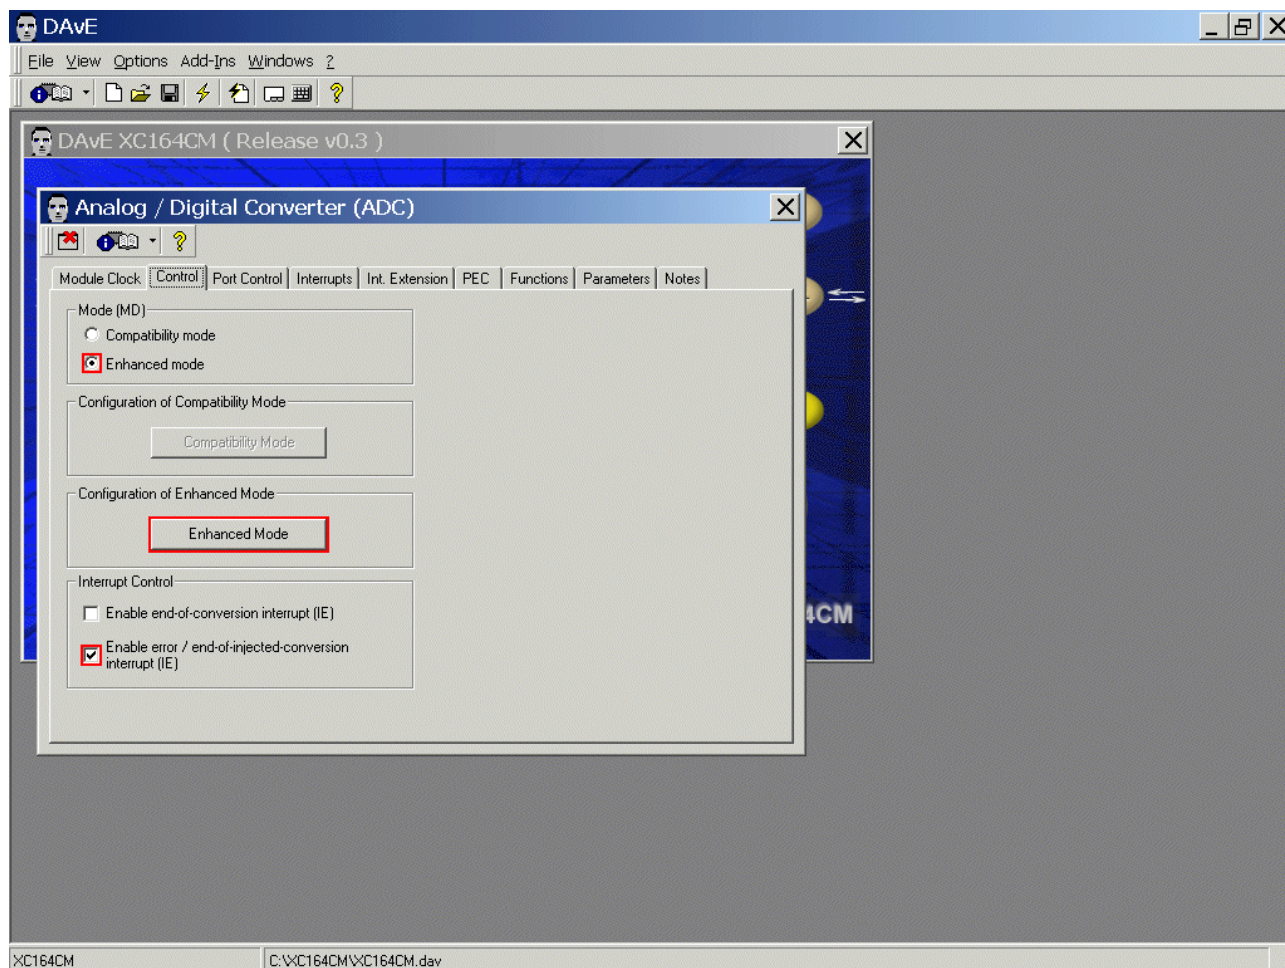 DAvE
File View Options Add-Ins Windows ?
DAvE XC164CM ( Release v0.3 )
Analog / Digital Converter (ADC)
Module Clock Control Port Control Interrupts Int. Extension PEC Functions Parameters Notes
Mode (MD)
Compatibility mode
Enhanced mode
Configuration of Compatibility Mode
Compatibility Mode
Configuration of Enhanced Mode
Enhanced Mode
Interrupt Control
Enable end-of-conversion interrupt (IE)
Enable error / end-of-injected-conversion
interrupt (IE)
4CM
XC164CM C:\XC164CM\XC164CM.dav